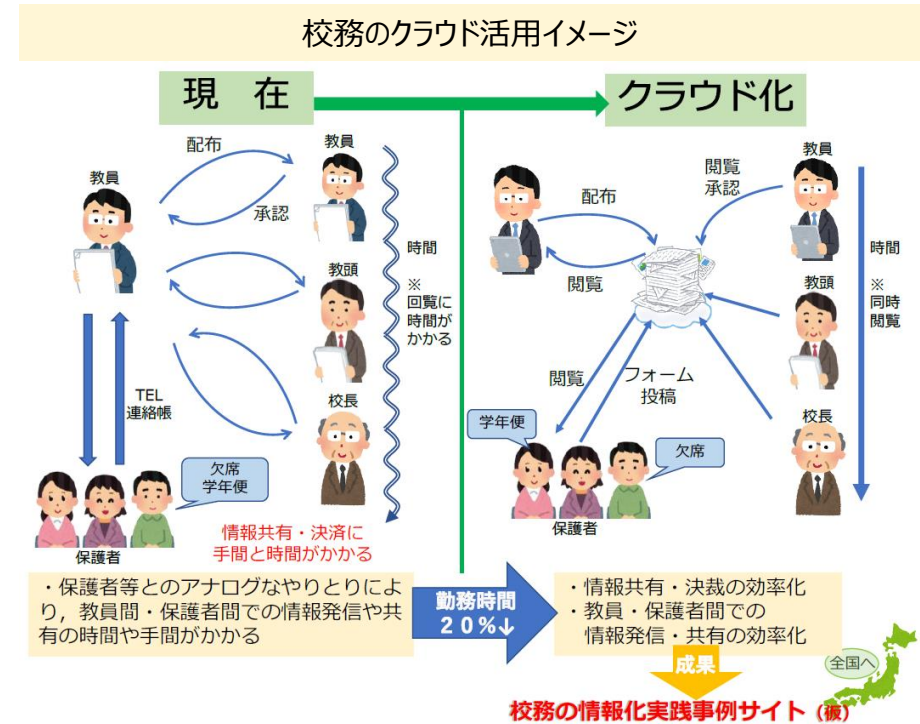 校務のクラウド活用イメージ
現　在
クラウド化
配布
教員
教員
承認
教頭
校長
時間
※
回覧に
時間が
かかる
TEL
連絡帳
欠席
学年便
保護者
情報共有・決済に
手間と時間がかかる
教員
閲覧
承認
配布
閲覧
教頭
時間
※
同時
閲覧
閲覧
フォーム
投稿
校長
学年便
欠席
保護者
・保護者等とのアナログなやりとりによ
り，教員間・保護者間での情報発信や共
有の時間や手間がかかる
勤務時間
２０％↓
・情報共有・決裁の効率化
・教員・保護者間での
情報発信・共有の効率化
成果
全国へ
校務の情報化実践事例サイト（仮）